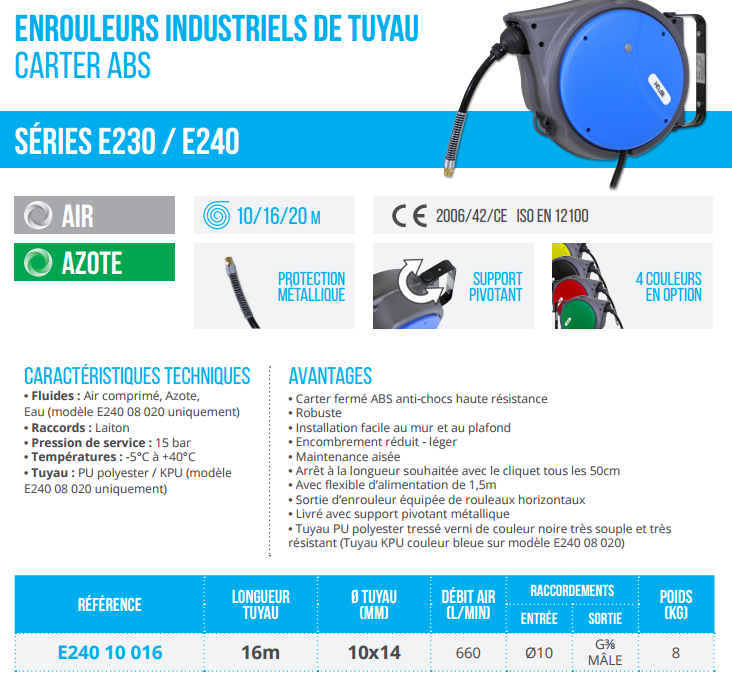 ENROULEURS INDUSTRIELS DE TUYAU
CARTER ABS
SÉRIES E230 / E240
AIR
10/16/20 M
CE 2006/42/CE ISO EN 12100
AZOTE
PROTECTION
MÉTALLIQUE
SUPPORT
PIVOTANT
4 COULEURS
EN OPTION
CARACTÉRISTIQUES TECHNIQUES
• Fluides : Air comprimé, Azote,
Eau (modèle E240 08 020 uniquement)
• Raccords : Laiton
• Pression de service : 15 bar
• Températures : -5°C à +40°C
• Tuyau : PU polyester / KPU (modèle
E240 08 020 uniquement)
AVANTAGES
• Carter fermé ABS anti-chocs haute résistance
• Robuste
• Installation facile au mur et au plafond
• Encombrement réduit - léger
• Maintenance aisée
• Arrêt à la longueur souhaitée avec le cliquet tous les 50cm
• Avec flexible d’alimentation de 1,5m
• Sortie d’enrouleur équipée de rouleaux horizontaux
• Livré avec support pivotant métallique
• Tuyau PU polyester tressé verni de couleur noire très souple et très
résistant (Tuyau KPU couleur bleue sur modèle E240 08 020)
RÉFÉRENCE
LONGUEUR
TUYAU
Ø TUYAU
(MM)
DÉBIT AIR
(L/MIN)
RACCORDEMENTS
ENTRÉE
SORTIE
POIDS
(KG)
E240 10 016
16m
10x14
660
Ø10
G⅜
MÂLE
8